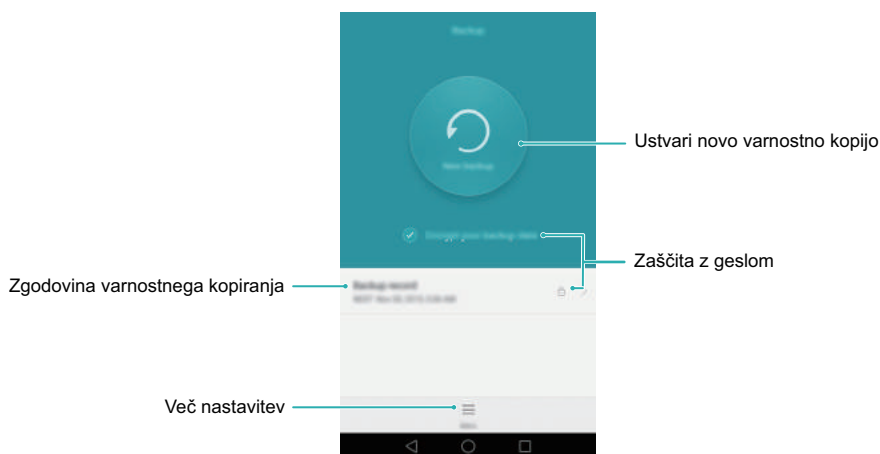 Backup
Ustvari novo varnostno kopijo
New backup
Encrypt your backup data
Zaščita z geslom
Zgodovina varnostnega kopiranja
Backup record
Več nastavitev